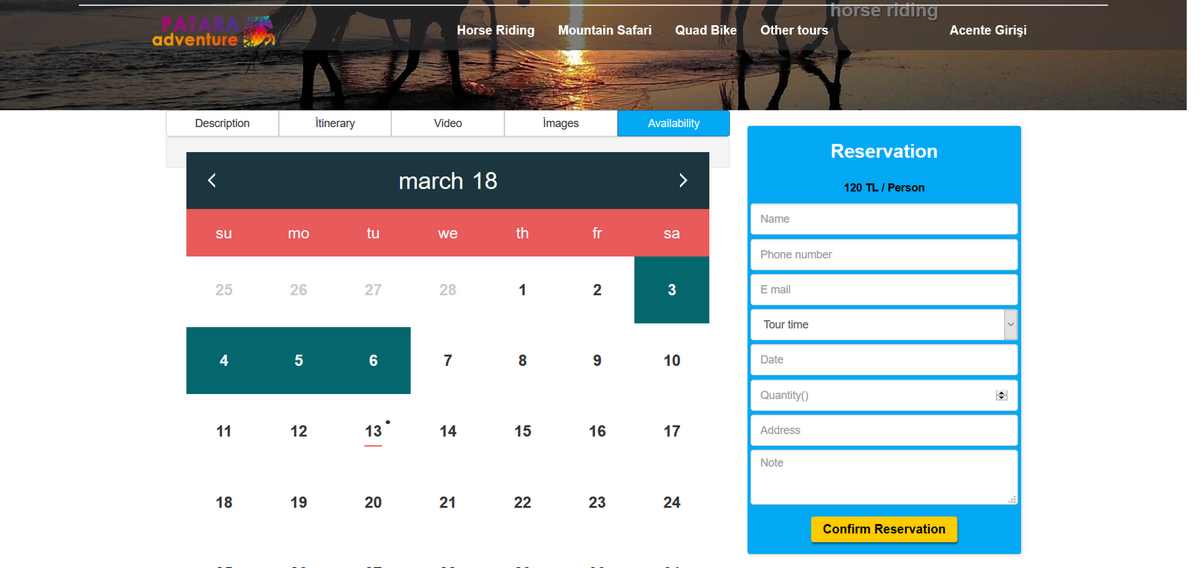 horse riding
PATARA
adventure
Horse Riding Mountain Safari Quad Bike Other tours Acente Girişi
Description İtinerary Video İmages Availability
march 18
su mo tu we th fr sa
25 26 27 28 1 2 3
4 5 6 7 8 9 10
11 12 13 14 15 16 17
18 19 20 21 22 23 24
Reservation
120 TL / Person
Name
Phone number
E mail
Tour time
Date
Quantity()
Address
Note
Confirm Reservation